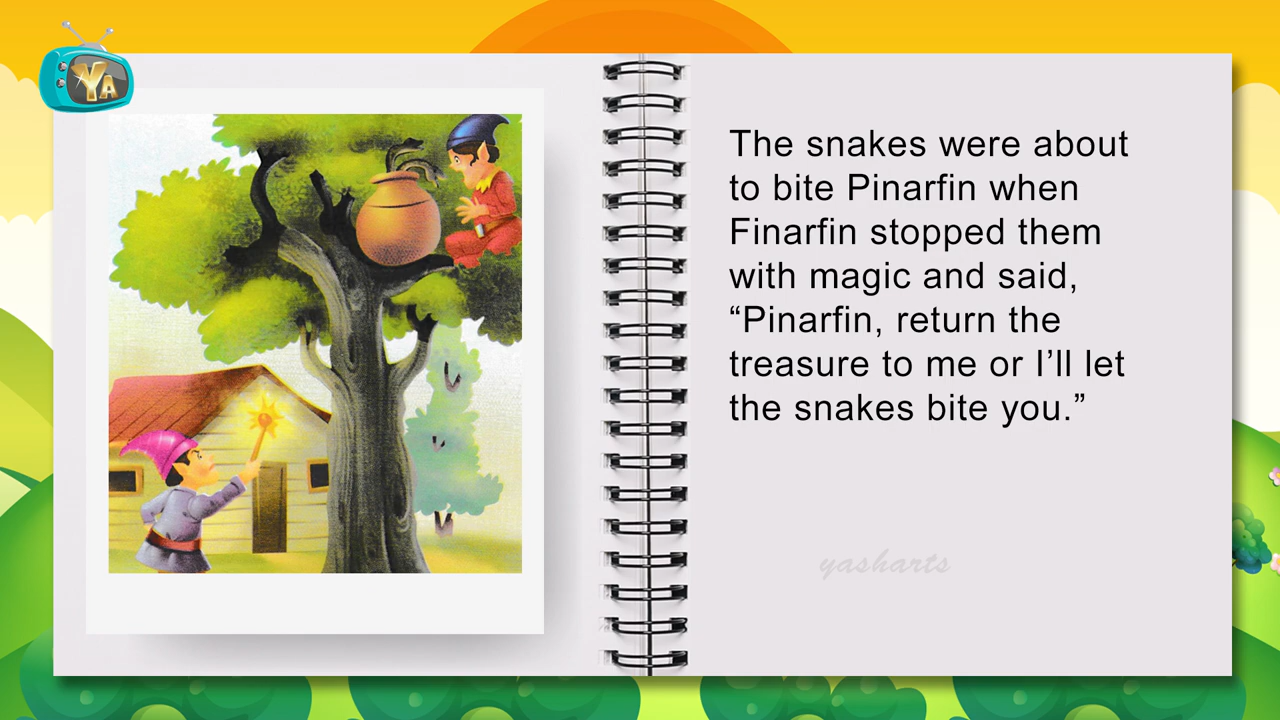 YA
The snakes were about
to bite Pinarfin when
Finarfin stopped them
with magic and said,
“Pinarfin, return the
treasure to me or I’ll let
the snakes bite you.”
yasharts